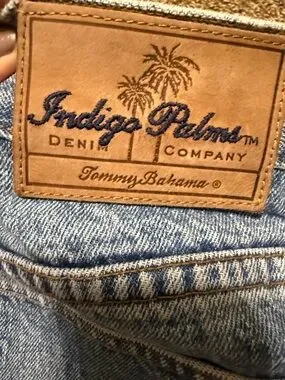 Indigo Palms™
DENIM COMPANY
Tommy Bahama ®